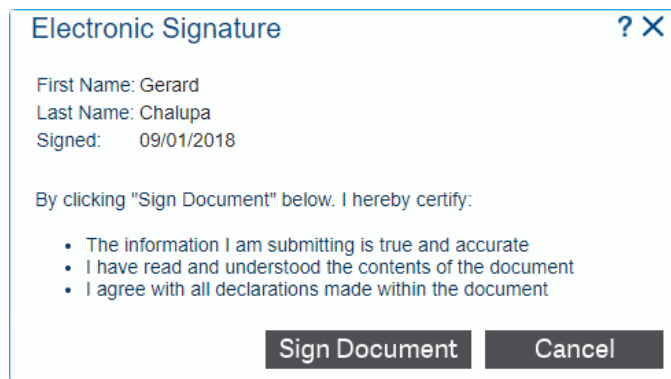 Electronic Signature ? X
First Name: Gerard
Last Name: Chalupa
Signed: 09/01/2018
By clicking "Sign Document" below. I hereby certify:
• The information I am submitting is true and accurate
• I have read and understood the contents of the document
• I agree with all declarations made within the document
Sign Document Cancel